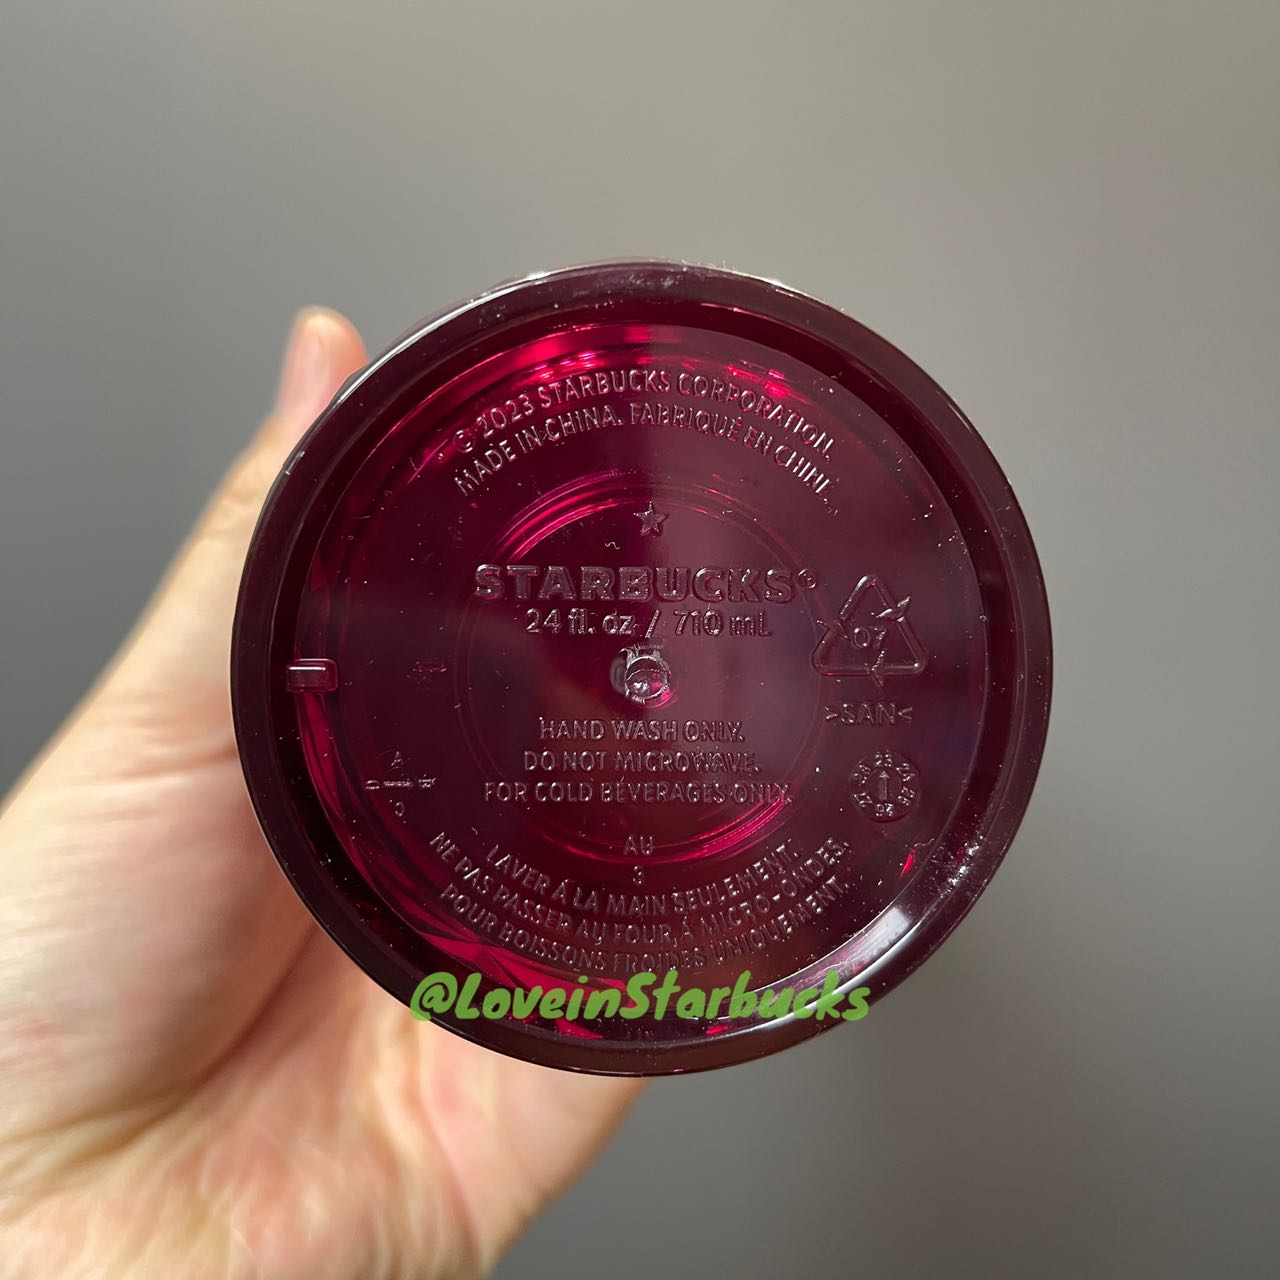 © 2023 STARBUCKS CORPORATION.
MADE IN CHINA. FABRIQUÉ EN CHINE.
STARBUCKS®
24 fl. oz / 710 mL
07
>SAN<
HAND WASH ONLY.
DO NOT MICROWAVE.
FOR COLD BEVERAGES ONLY.
AU
3
LAVER À LA MAIN SEULEMENT.
NE PAS PASSER AU FOUR, À MICRO-ONDES.
POUR BOISSONS FROIDES UNIQUEMENT.
@LoveinStarbucks